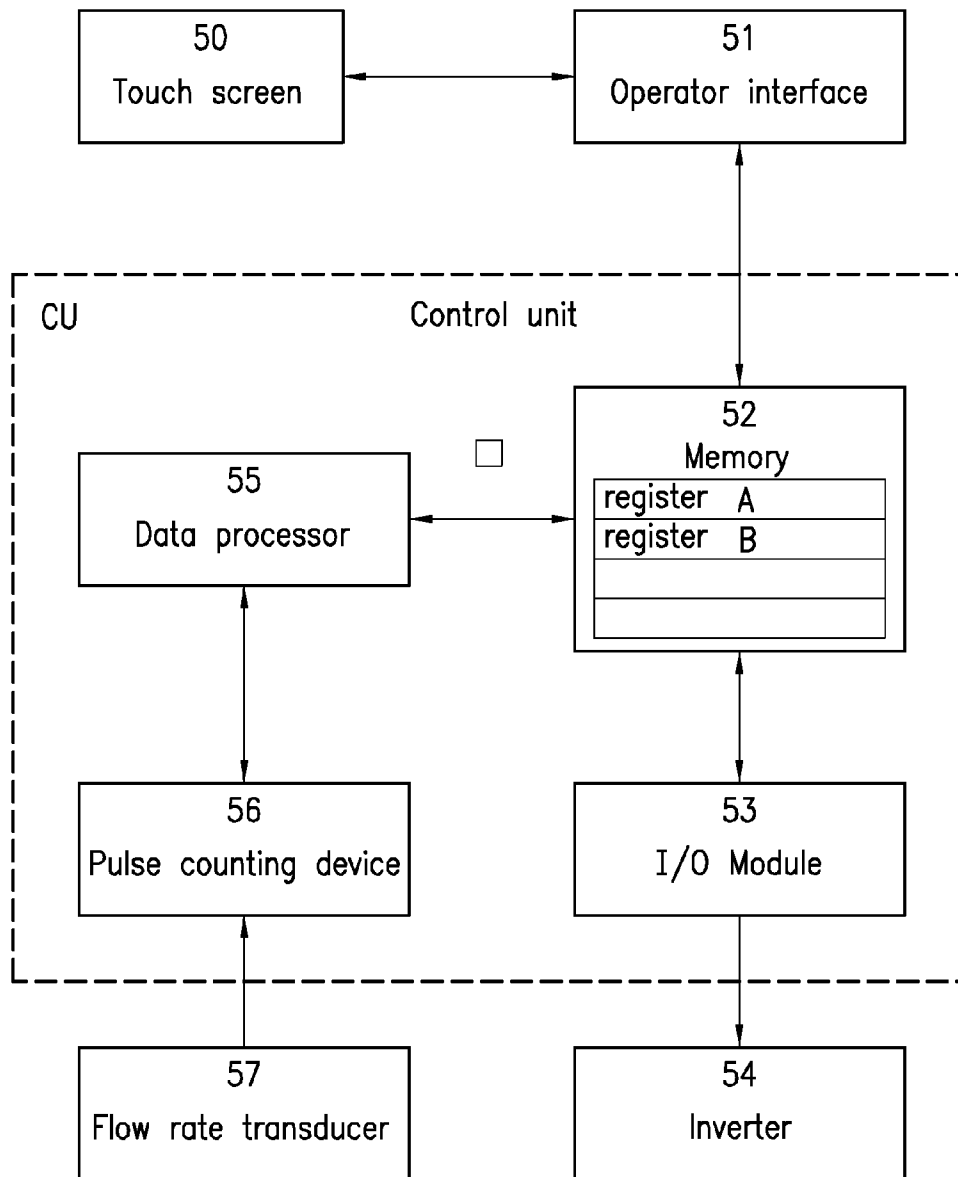 50
Touch screen
51
Operator interface
CU
Control unit
52
Memory
register A
register B
55
Data processor
56
Pulse counting device
53
I/O Module
57
Flow rate transducer
54
Inverter